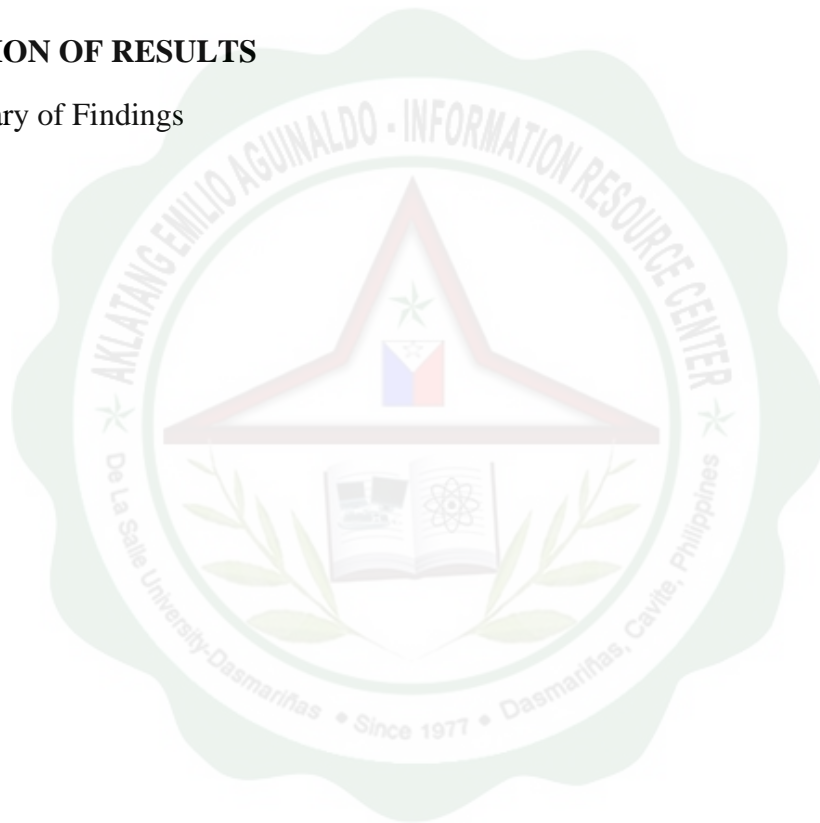 ION OF RESULTS
ary of Findings
AKLATANG EMILIO AGUINALDO - INFORMATION RESOURCE CENTER
De La Salle University-Dasmariñas • Since 1977 • Dasmariñas, Cavite, Philippines